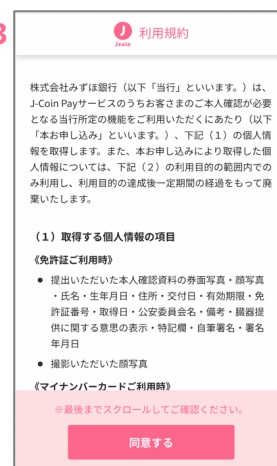 3
J
Jcoin
利用規約
株式会社みずほ銀行（以下「当行」といいます。）は、
J-Coin Payサービスのうちお客さまのご本人確認が必要
となる当行所定の機能をご利用いただくにあたり（以下
「本お申し込み」といいます。）、下記（１）の個人情
報を取得します。また、本お申し込みにより取得した個
人情報については、下記（２）の利用目的の範囲内での
み利用し、利用目的の達成後一定期間の経過をもって廃
棄いたします。
（１）取得する個人情報の項目
《免許証ご利用時》
● 提出いただいた本人確認資料の券面写真・顔写真
・氏名・生年月日・住所・交付日・有効期限・免
許証番号・取得日・公安委員会名・備考・臓器提
供に関する意思の表示・特記欄・自筆署名・署名
年月日
● 撮影いただいた顔写真
《マイナンバーカードご利用時》
※最後までスクロールしてご確認ください。
同意する